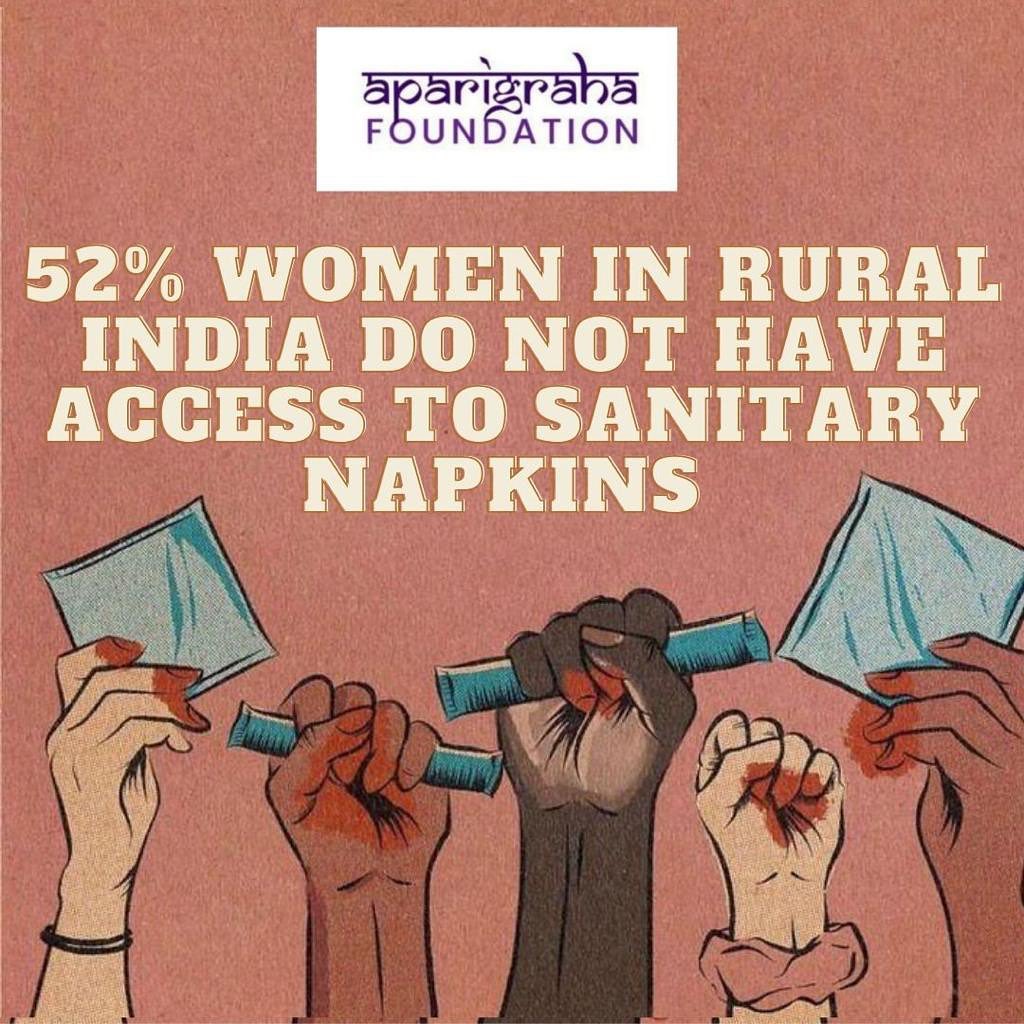 aparigraha
FOUNDATION
52% WOMEN IN RURAL
INDIA DO NOT HAVE
ACCESS TO SANITARY
NAPKINS